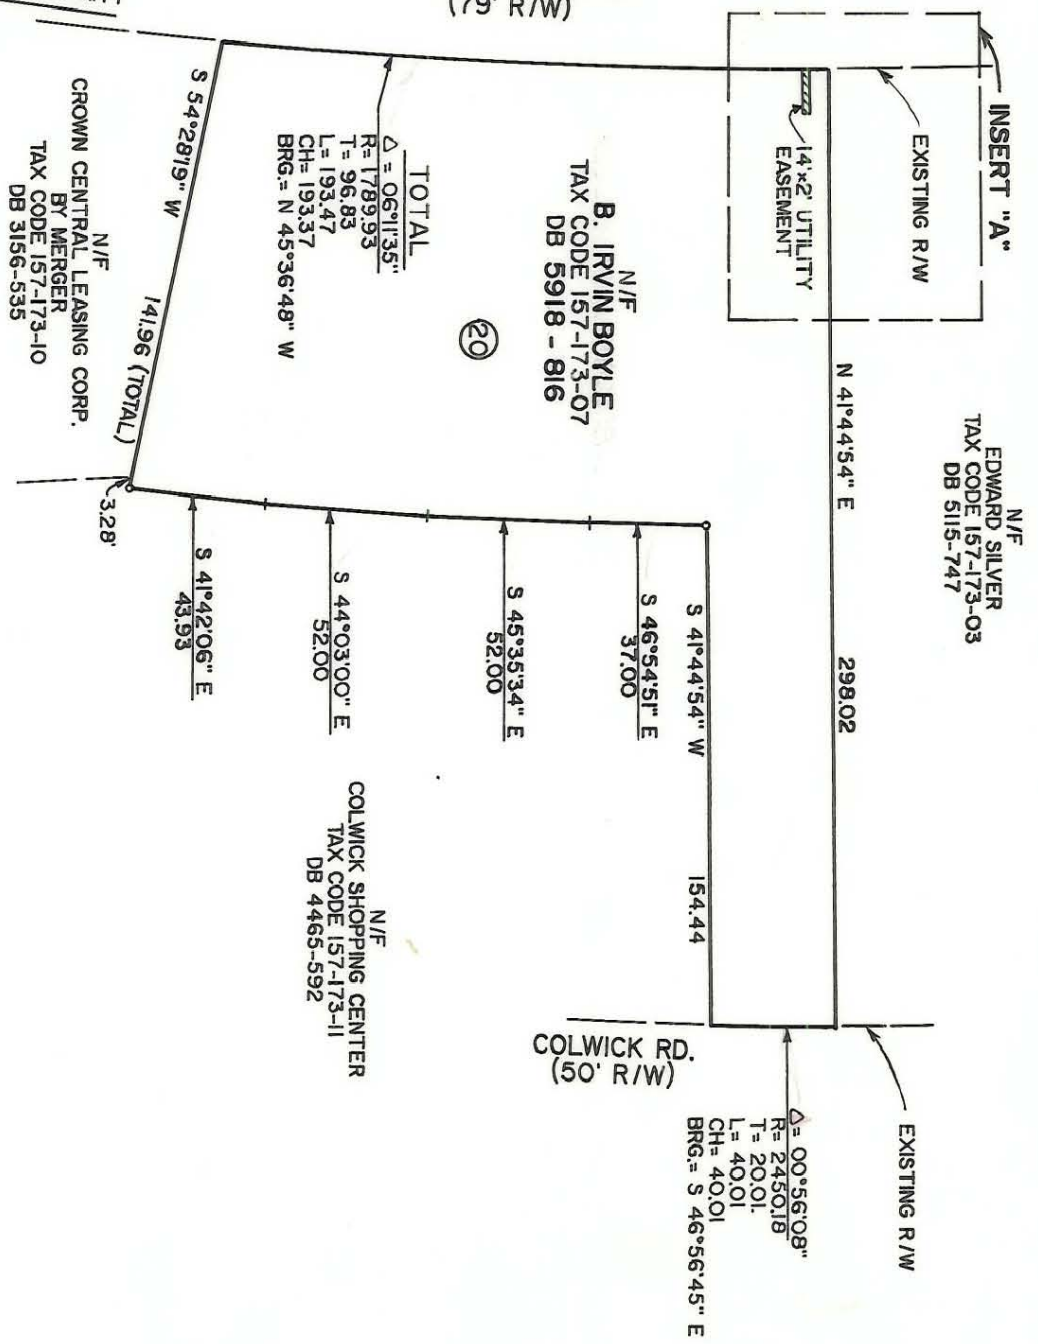 (79' R/W)
INSERT "A"
EXISTING R/W
14'x2' UTILITY
EASEMENT
N/F
EDWARD SILVER
TAX CODE 157-173-03
DB 5115-747
N 41°44'54" E
298.02
N/F
B. IRVIN BOYLE
TAX CODE 157-173-07
DB 5918 - 816
20
TOTAL
Δ = 06°11'35"
R= 1789.93
T= 96.83
L= 193.47
CH= 193.37
BRG.= N 45°36'48" W
S 54°28'19" W
141.96 (TOTAL)
N/F
CROWN CENTRAL LEASING CORP.
BY MERGER
TAX CODE 157-173-10
DB 3156-535
3.28'
S 41°42'06" E
43.93
S 44°03'00" E
52.00
S 45°35'34" E
52.00
S 46°54'51" E
37.00
S 41°44'54" W
154.44
N/F
COLWICK SHOPPING CENTER
TAX CODE 157-173-11
DB 4465-592
COLWICK RD.
(50' R/W)
EXISTING R/W
Δ= 00°56'08"
R= 2450.18
T= 20.01.
L= 40.01
CH= 40.01
BRG.= S 46°56'45" E